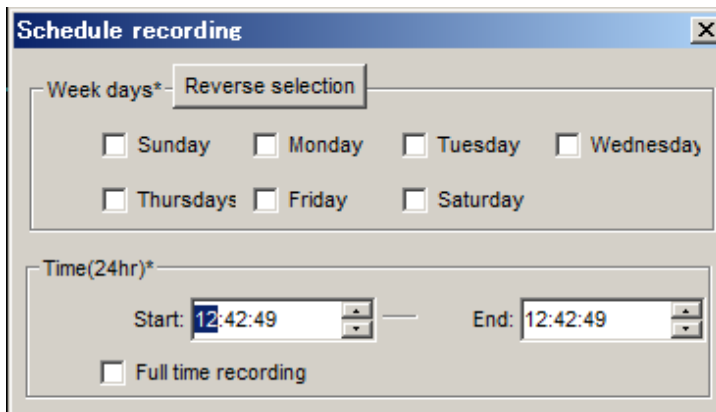 Schedule recording
Week days* Reverse selection
Sunday Monday Tuesday Wednesday
Thursdays Friday Saturday
Time(24hr)*
Start: 12:42:49 End: 12:42:49
Full time recording